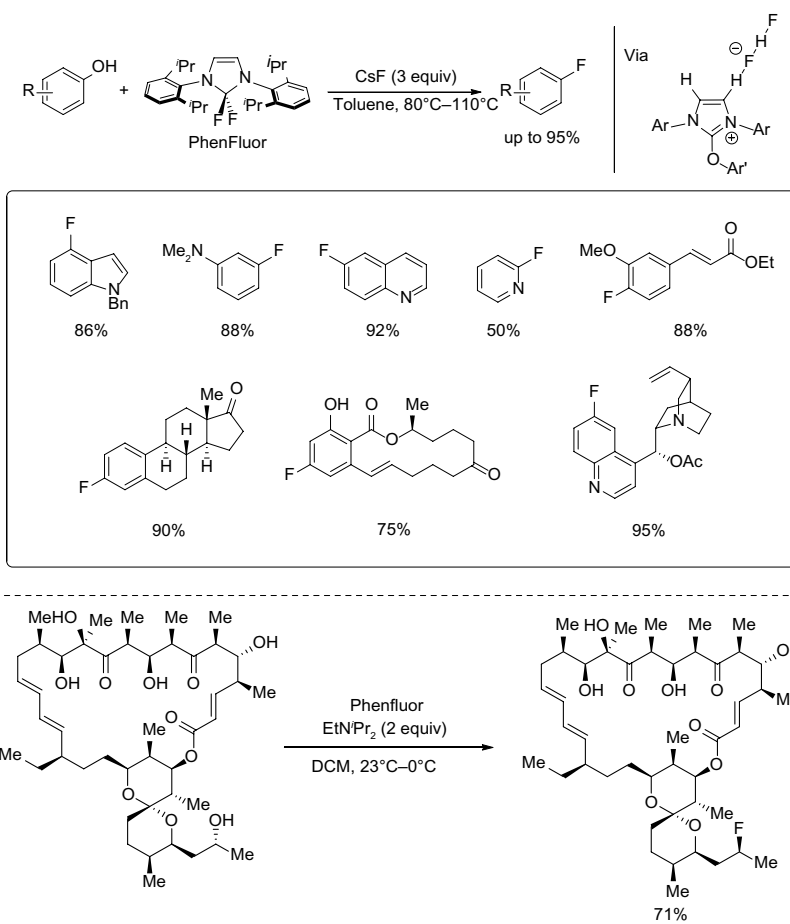 OH
R
+
iPr
iPr
N
N
iPr
iPr
F
F
PhenFluor
CsF (3 equiv)
Toluene, 80°C–110°C
R
F
up to 95%
Via
F
H
⊖
F
H
H
Ar
N
N
Ar
⊕
O
Ar'
F
N
Bn
86%
Me2N
F
88%
F
N
92%
F
N
50%
MeO
F
O
OEt
88%
Me
O
H
H
H
F
90%
OH
O
Me
O
F
O
75%
F
N
N
OAc
95%
MeHO
Me
Me
Me
Me
OH
OH
O
OH
O
Me
O
Me
O
Me
O
Me
O
OH
Me
Me
Phenfluor
EtNiPr2 (2 equiv)
DCM, 23°C–0°C
Me
HO
Me
Me
Me
Me
O
OH
O
OH
O
M
O
Me
O
Me
O
Me
O
F
Me
Me
71%